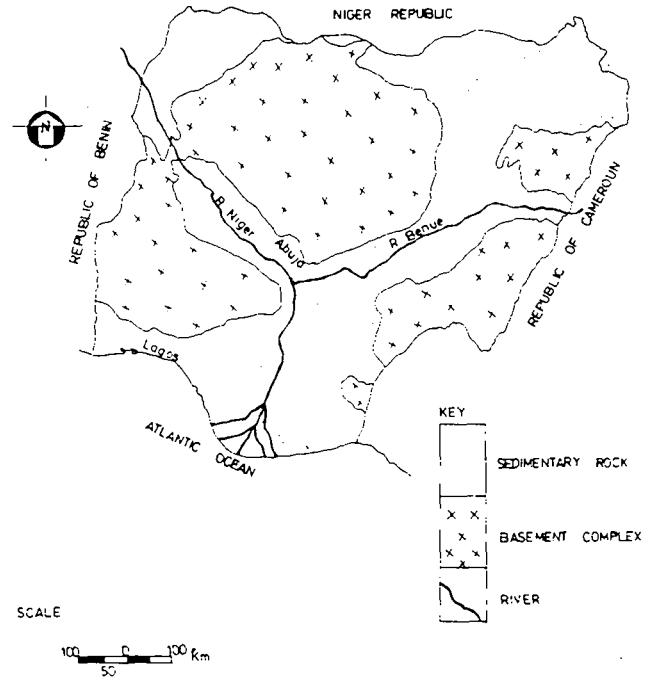 NIGER REPUBLIC
N
REPUBLIC OF BENIN
R Niger
Abuja
R Benue
REPUBLIC OF CAMEROUN
Lagos
ATLANTIC OCEAN
KEY
SEDIMENTARY ROCK
BASEMENT COMPLEX
RIVER
SCALE
100 0 100 Km
50